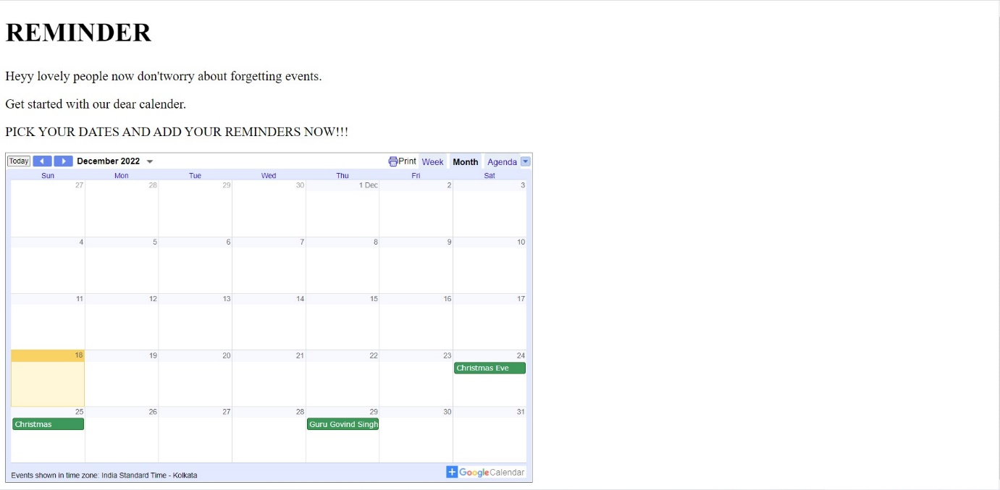 REMINDER
Heyy lovely people now don'tworry about forgetting events.
Get started with our dear calender.
PICK YOUR DATES AND ADD YOUR REMINDERS NOW!!!
Today December 2022 Print Week Month Agenda
Sun Mon Tue Wed Thu Fri Sat
27 28 29 30 1 Dec 2 3
4 5 6 7 8 9 10
11 12 13 14 15 16 17
18 19 20 21 22 23 24
Christmas Eve
25 26 27 28 29 30 31
Christmas Guru Govind Singh
Events shown in time zone: India Standard Time - Kolkata GoogleCalendar